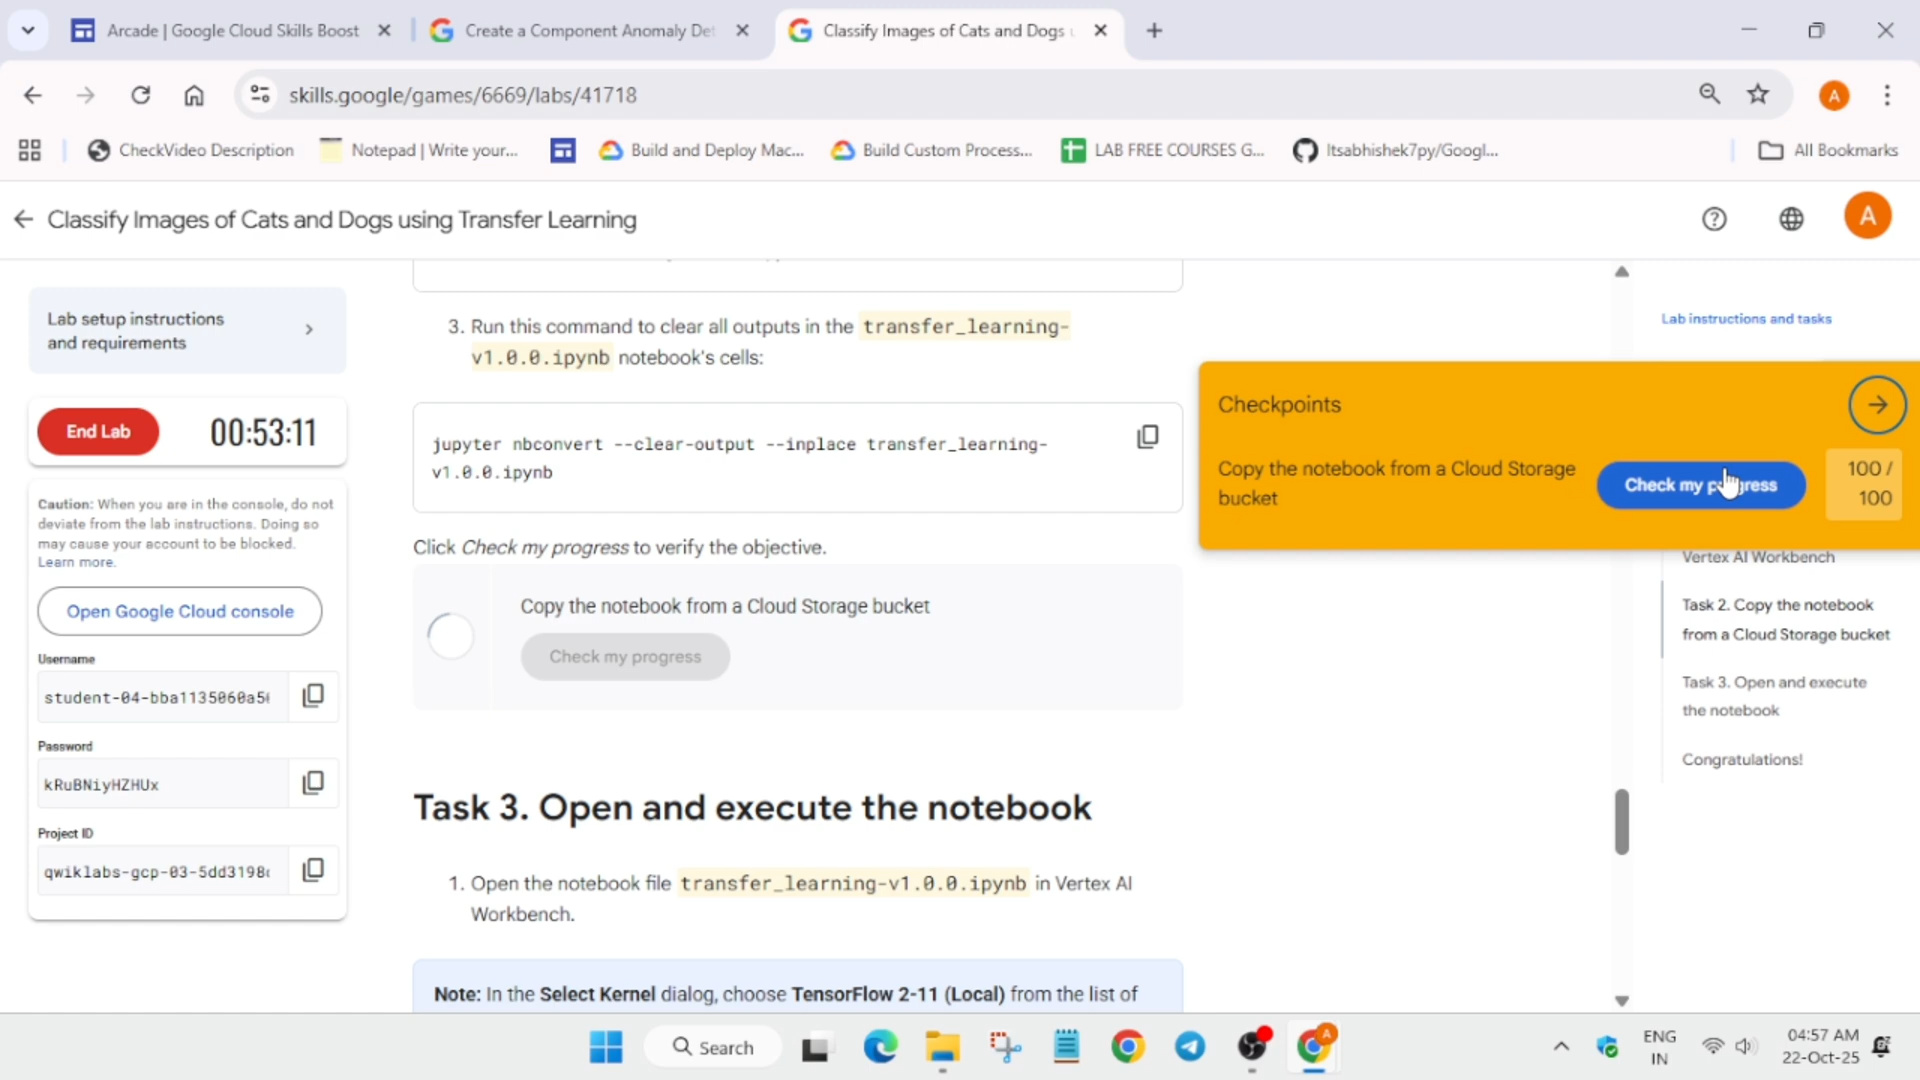 Arcade | Google Cloud Skills Boost
Create a Component Anomaly Det
Classify Images of Cats and Dogs u
skills.google/games/6669/labs/41718
A
CheckVideo Description
Notepad | Write your...
Build and Deploy Mac...
Build Custom Process...
LAB FREE COURSES G...
Itsabhishek7py/Googl...
All Bookmarks
Classify Images of Cats and Dogs using Transfer Learning
A
Lab setup instructions
and requirements
End Lab
00:53:11
Caution: When you are in the console, do not
deviate from the lab instructions. Doing so
may cause your account to be blocked.
Learn more.
Open Google Cloud console
Username
student-04-bba1135060a50
Password
kRuBNiyHZHUx
Project ID
qwiklabs-gcp-03-5dd3198c
3. Run this command to clear all outputs in the transfer_learning-
v1.0.0.ipynb notebook's cells:
jupyter nbconvert --clear-output --inplace transfer_learning-
v1.0.0.ipynb
Click Check my progress to verify the objective.
Copy the notebook from a Cloud Storage bucket
Check my progress
Task 3. Open and execute the notebook
1. Open the notebook file transfer_learning-v1.0.0.ipynb in Vertex AI
Workbench.
Note: In the Select Kernel dialog, choose TensorFlow 2-11 (Local) from the list of
Lab instructions and tasks
Checkpoints
Copy the notebook from a Cloud Storage
bucket
Check my progress
100 /
100
Vertex AI Workbench
Task 2. Copy the notebook
from a Cloud Storage bucket
Task 3. Open and execute
the notebook
Congratulations!
Search
A
ENG
IN
04:57 AM
22-Oct-25